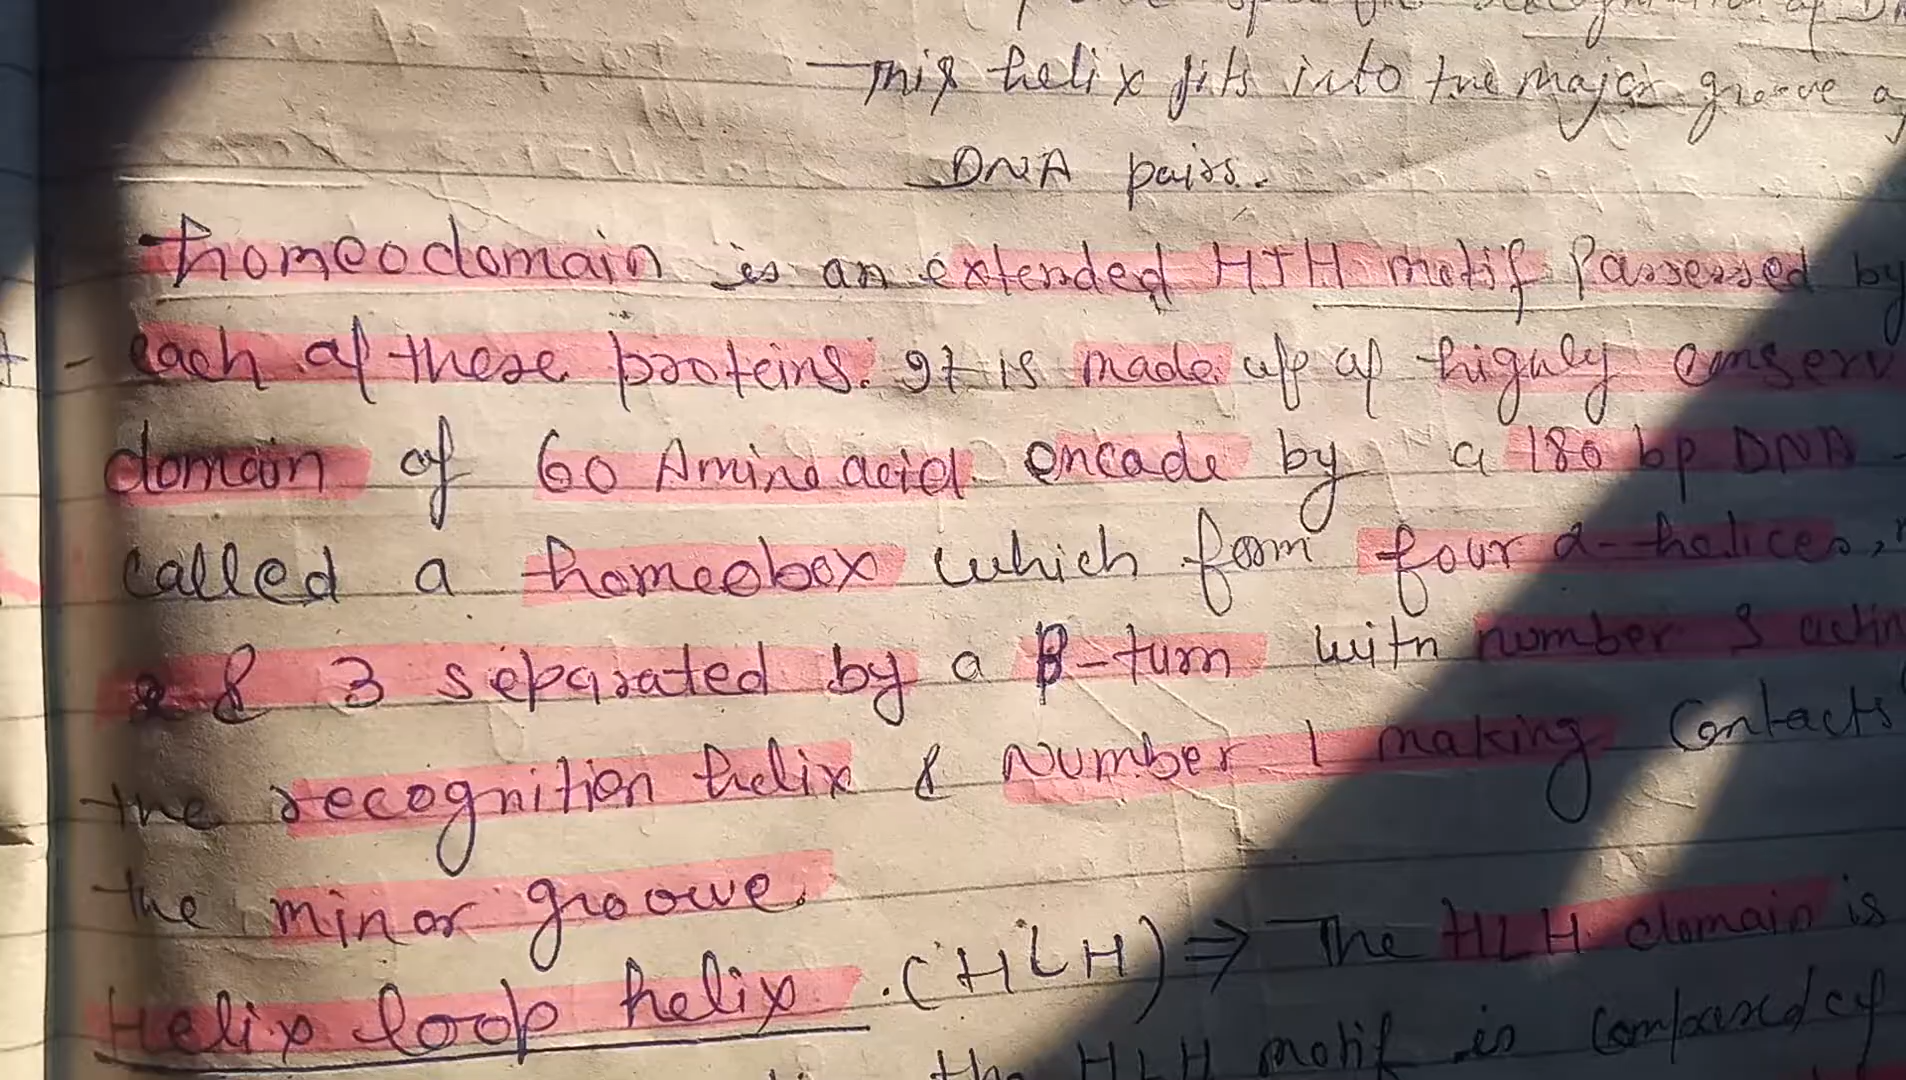 recognition of
This helix fits into the major groove of
DNA pairs.
homeodomain is an extended HTH motif Passessed by
each of these proteins. It is made up of highly conserv
domain of 60 Amino acid encode by a 180 bp DNA
called a homeobox which form four α-helices,
2 & 3 separated by a β-turn with number 3 actin
the recognition helix & Number 1 making Contacts
the minor groove.
Helix loop helix. (HLH) ⇒ The HLH domain is
the HLH motif is composed of